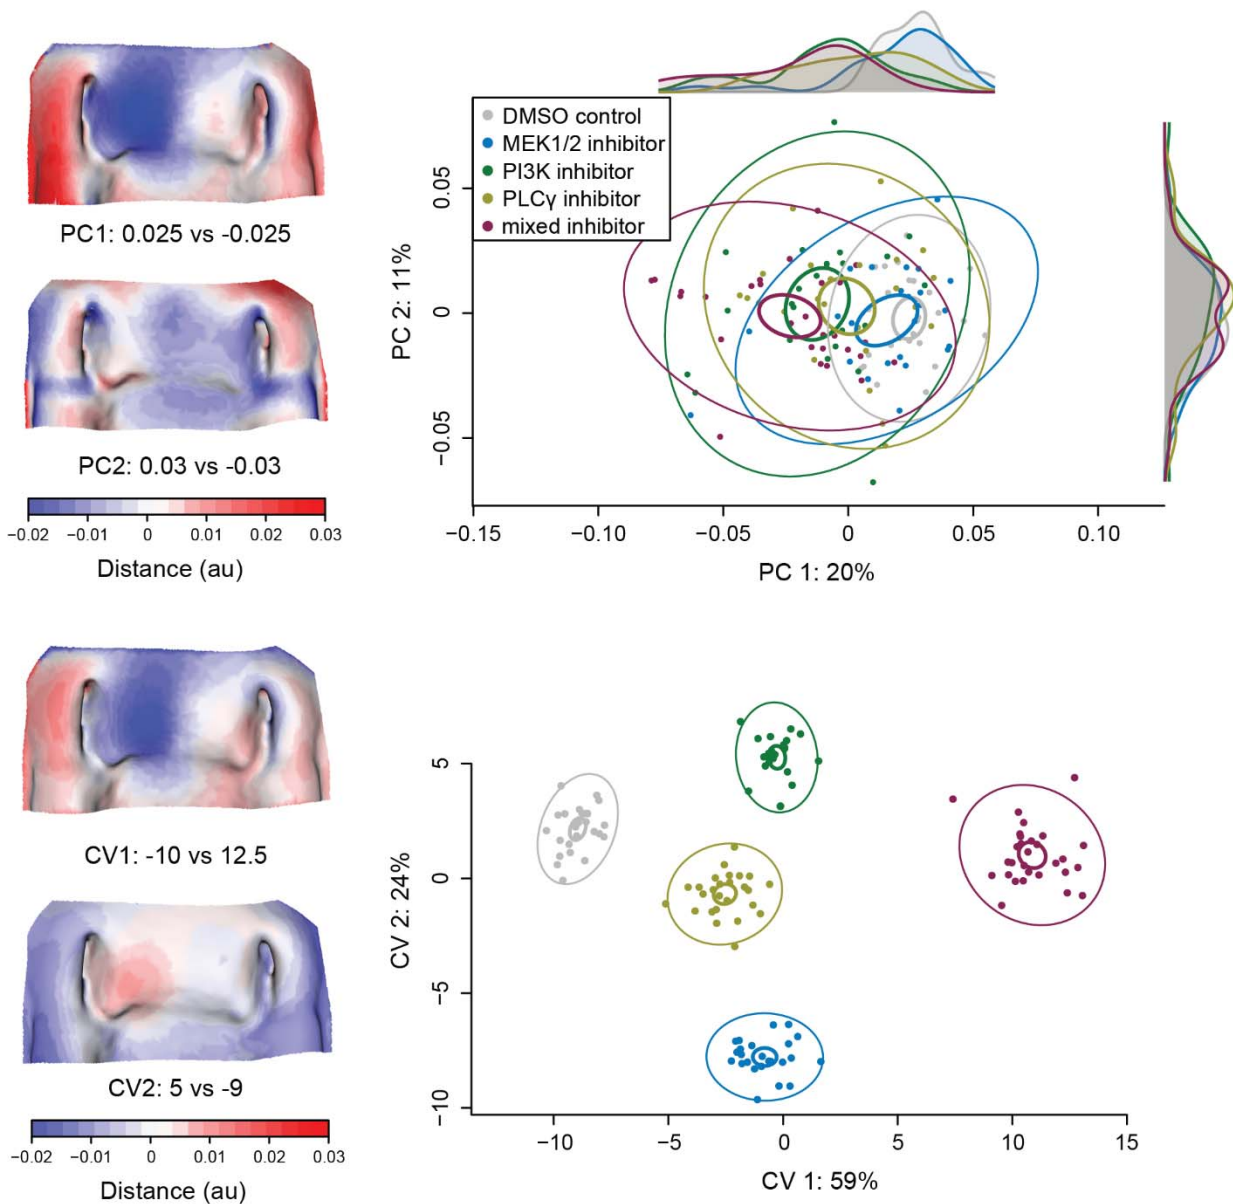 PC1: 0.025 vs -0.025
PC2: 0.03 vs -0.03
−0.02 −0.01 0 0.01 0.02 0.03
Distance (au)
DMSO control
MEK1/2 inhibitor
PI3K inhibitor
PLCγ inhibitor
mixed inhibitor
PC 2: 11%
0.05
0
−0.05
−0.15 −0.10 −0.05 0 0.05 0.10
PC 1: 20%
CV1: -10 vs 12.5
CV2: 5 vs -9
−0.02 −0.01 0 0.01 0.02 0.03
Distance (au)
CV 2: 24%
5
0
−5
−10
−10 −5 0 5 10 15
CV 1: 59%